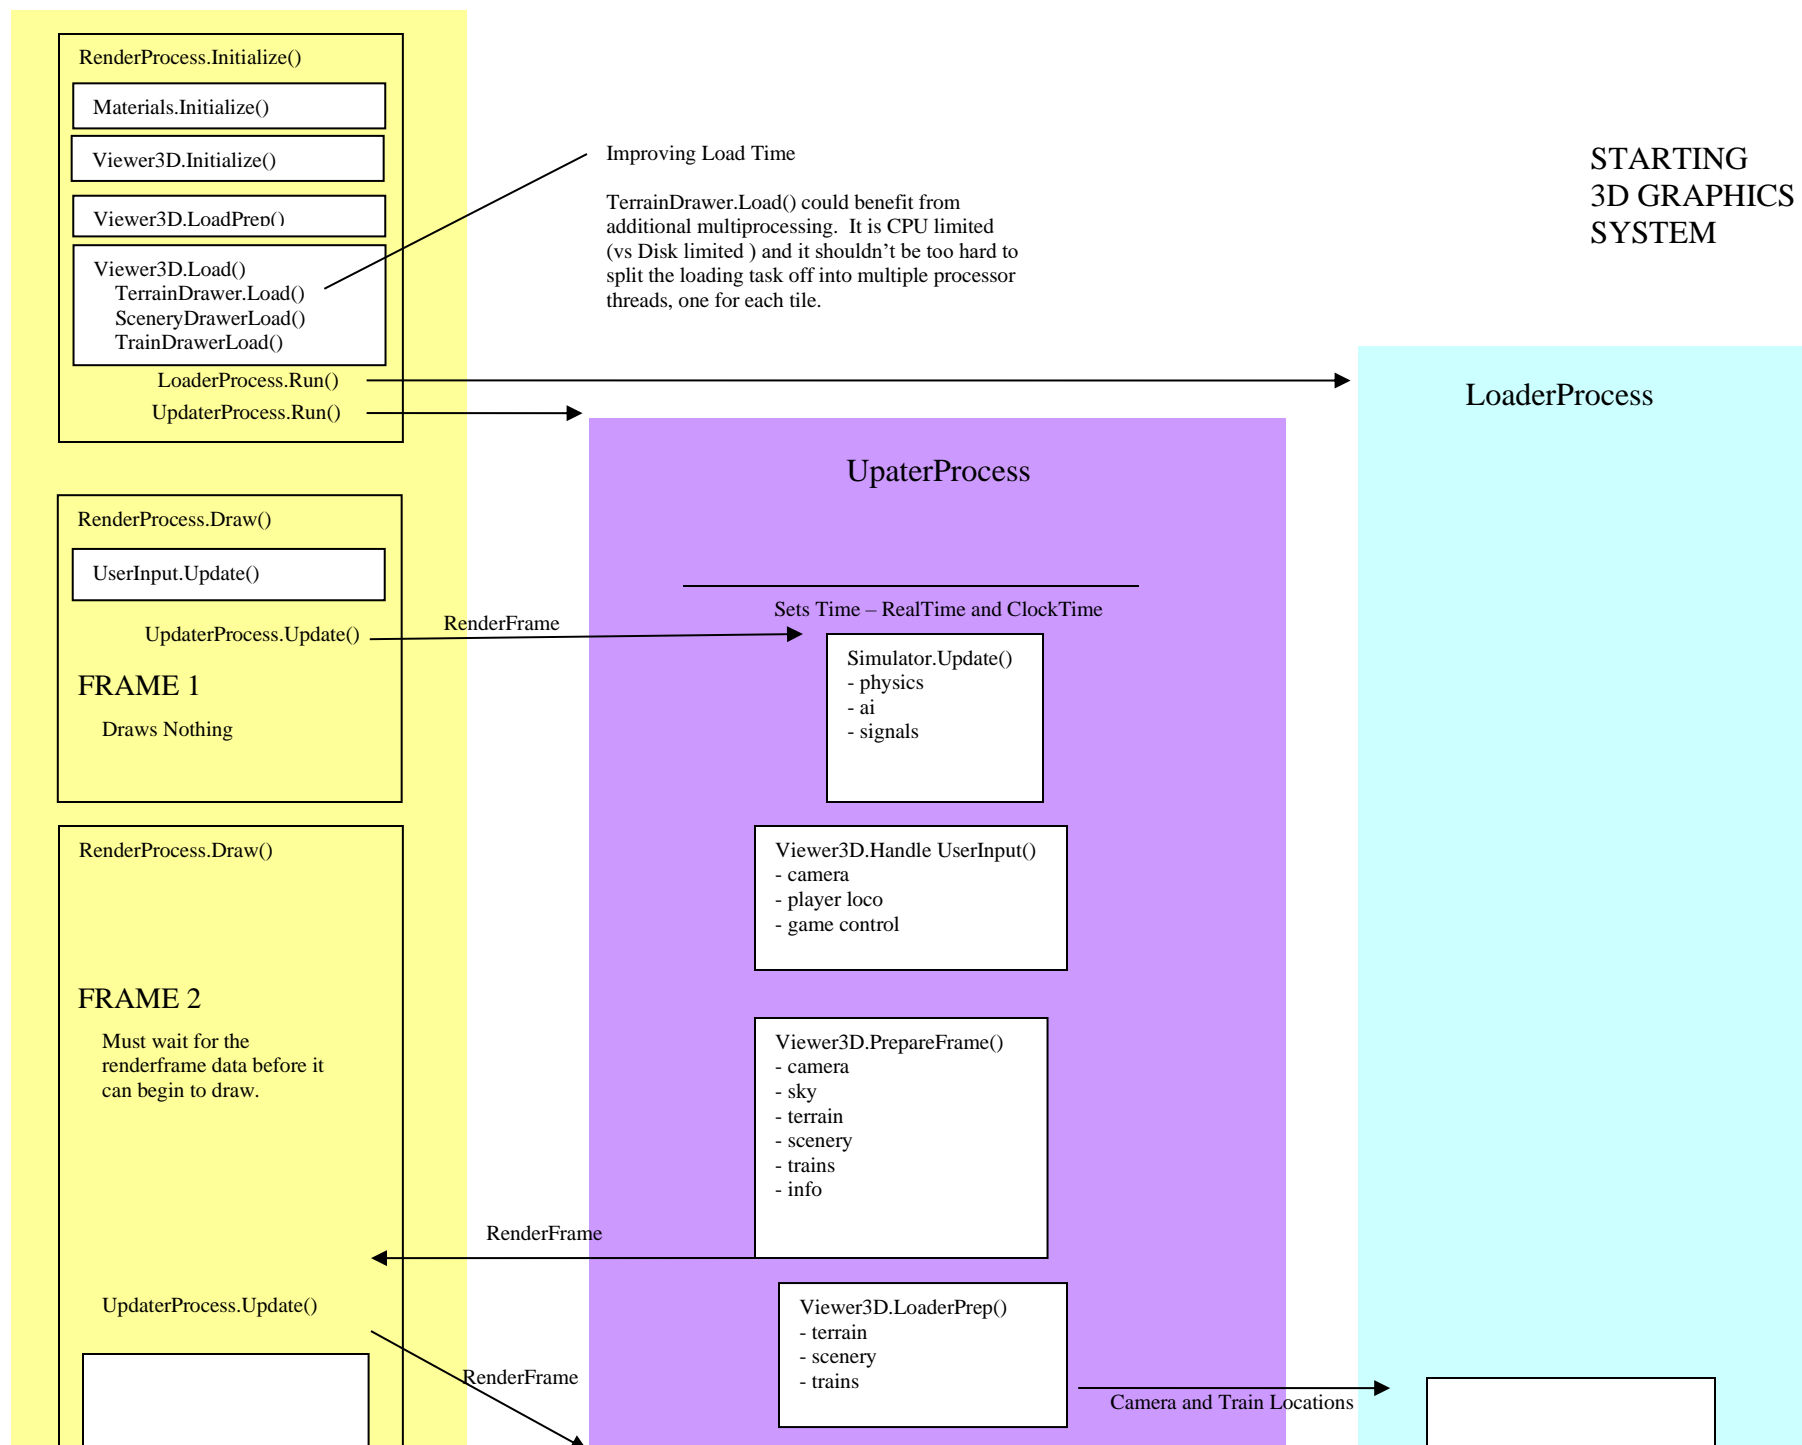 RenderProcess.Initialize()
Materials.Initialize()
Viewer3D.Initialize()
Viewer3D.LoadPrep()
Viewer3D.Load()
TerrainDrawer.Load()
SceneryDrawerLoad()
TrainDrawerLoad()
LoaderProcess.Run()
UpdaterProcess.Run()
Improving Load Time
TerrainDrawer.Load() could benefit from
additional multiprocessing.  It is CPU limited
(vs Disk limited ) and it shouldn’t be too hard to
split the loading task off into multiple processor
threads, one for each tile.
STARTING
3D GRAPHICS
SYSTEM
LoaderProcess
UpaterProcess
RenderProcess.Draw()
UserInput.Update()
UpdaterProcess.Update()
RenderFrame
FRAME 1
Draws Nothing
Sets Time – RealTime and ClockTime
Simulator.Update()
- physics
- ai
- signals
RenderProcess.Draw()
FRAME 2
Must wait for the
renderframe data before it
can begin to draw.
Viewer3D.Handle UserInput()
- camera
- player loco
- game control
Viewer3D.PrepareFrame()
- camera
- sky
- terrain
- scenery
- trains
- info
RenderFrame
UpdaterProcess.Update()
RenderFrame
Viewer3D.LoaderPrep()
- terrain
- scenery
- trains
Camera and Train Locations